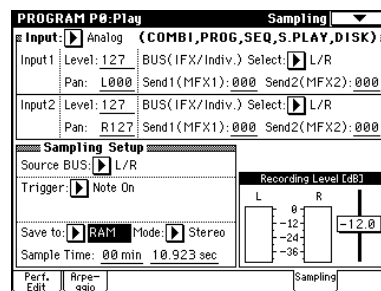 PROGRAM P0:Play Sampling
Input: Analog (COMBI,PROG,SEQ,S.PLAY,DISK)
Input1 Level: 127 BUS(IFX/Indiv.) Select: L/R
Pan: L000 Send1(MFX1): 000 Send2(MFX2): 000
Input2 Level: 127 BUS(IFX/Indiv.) Select: L/R
Pan: R127 Send1(MFX1): 000 Send2(MFX2): 000
Sampling Setup
Source BUS: L/R
Trigger: Note On
Save to: RAM Mode: Stereo
Sample Time: 00 min 10.923 sec
Recording Level [dB]
L R
0
-12
-24
-36
-12.0
Perf. Edit
Arpe-ggio
Sampling